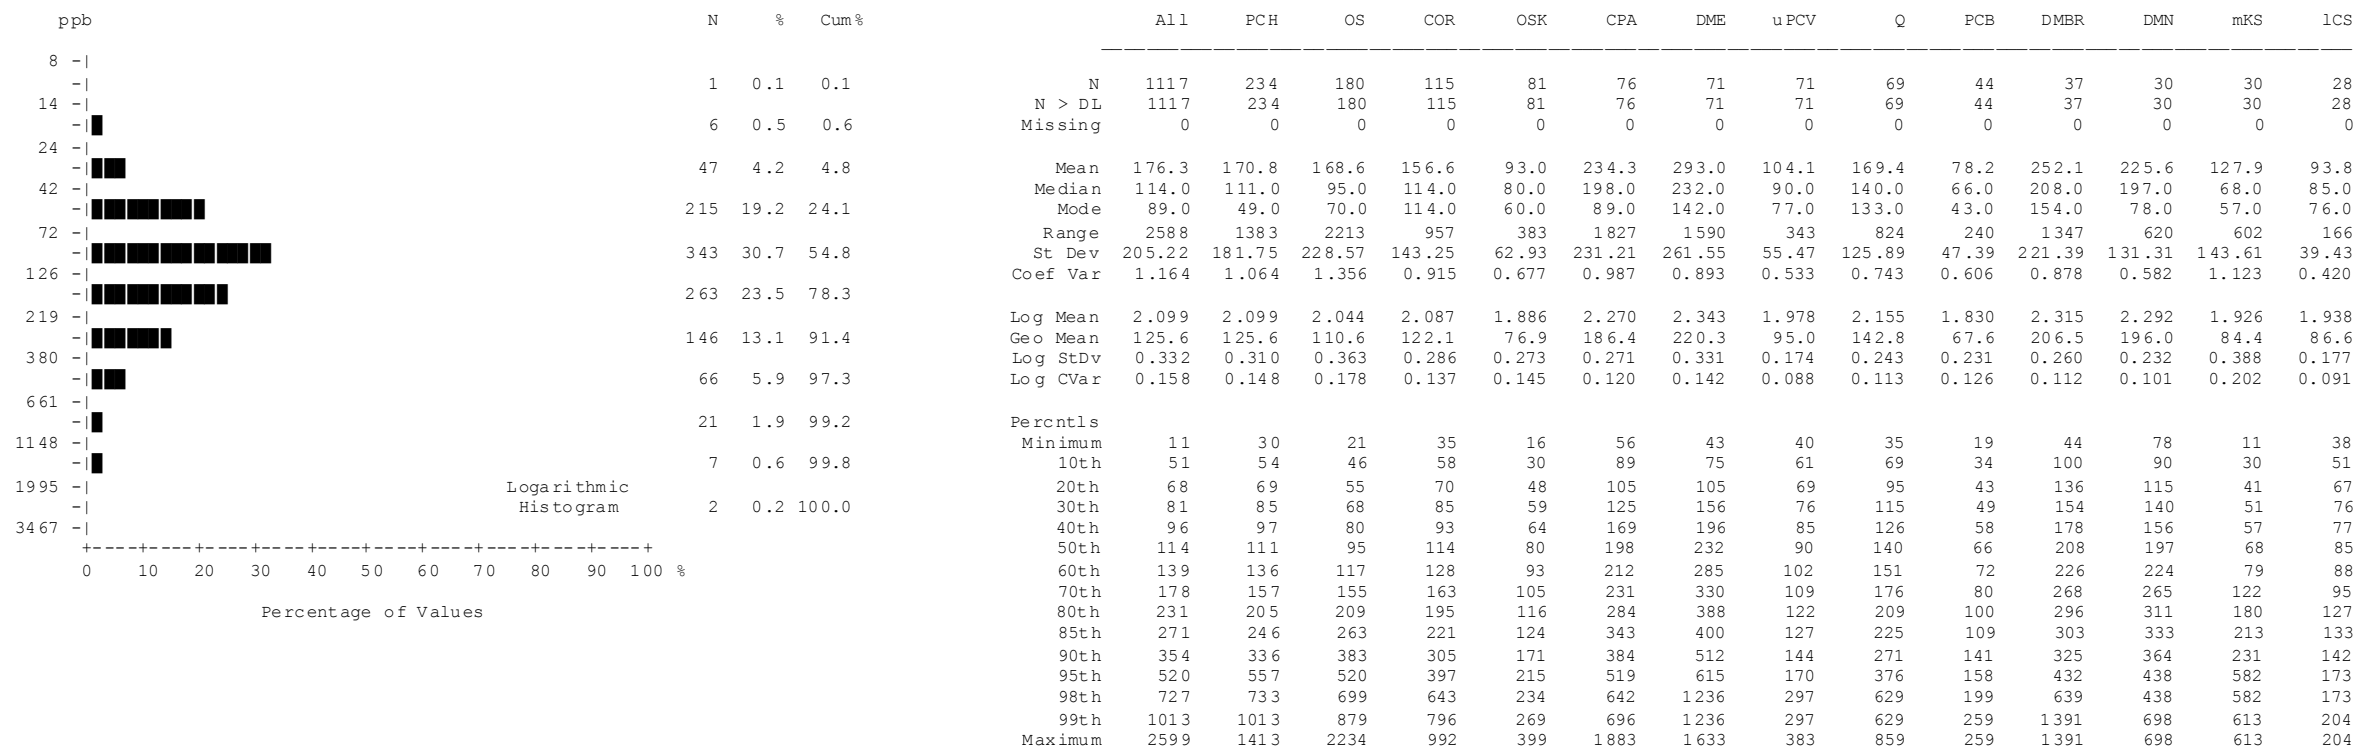 ppb N % Cum% All PCH OS COR OSK CPA DME uPCV Q PCB DMBR DMN mKS lCS
8 -|
-| 1 0.1 0.1 N 1117 234 180 115 81 76 71 71 69 44 37 30 30 28
14 -| N > DL 1117 234 180 115 81 76 71 71 69 44 37 30 30 28
-| 6 0.5 0.6 Missing 0 0 0 0 0 0 0 0 0 0 0 0 0 0
24 -|
-| 47 4.2 4.8 Mean 176.3 170.8 168.6 156.6 93.0 234.3 293.0 104.1 169.4 78.2 252.1 225.6 127.9 93.8
42 -| Median 114.0 111.0 95.0 114.0 80.0 198.0 232.0 90.0 140.0 66.0 208.0 197.0 68.0 85.0
-| 215 19.2 24.1 Mode 89.0 49.0 70.0 114.0 60.0 89.0 142.0 77.0 133.0 43.0 154.0 78.0 57.0 76.0
72 -| Range 2588 1383 2213 957 383 1827 1590 343 824 240 1347 620 602 166
-| 343 30.7 54.8 St Dev 205.22 181.75 228.57 143.25 62.93 231.21 261.55 55.47 125.89 47.39 221.39 131.31 143.61 39.43
126 -| Coef Var 1.164 1.064 1.356 0.915 0.677 0.987 0.893 0.533 0.743 0.606 0.878 0.582 1.123 0.420
-| 263 23.5 78.3
219 -| Log Mean 2.099 2.099 2.044 2.087 1.886 2.270 2.343 1.978 2.155 1.830 2.315 2.292 1.926 1.938
-| 146 13.1 91.4 Geo Mean 125.6 125.6 110.6 122.1 76.9 186.4 220.3 95.0 142.8 67.6 206.5 196.0 84.4 86.6
380 -| Log StDv 0.332 0.310 0.363 0.286 0.273 0.271 0.331 0.174 0.243 0.231 0.260 0.232 0.388 0.177
-| 66 5.9 97.3 Log CVar 0.158 0.148 0.178 0.137 0.145 0.120 0.142 0.088 0.113 0.126 0.112 0.101 0.202 0.091
661 -|
-| 21 1.9 99.2 Percntls
1148 -| Minimum 11 30 21 35 16 56 43 40 35 19 44 78 11 38
-| 7 0.6 99.8 10th 51 54 46 58 30 89 75 61 69 34 100 90 30 51
1995 -| Logarithmic 20th 68 69 55 70 48 105 105 69 95 43 136 115 41 67
-| Histogram 2 0.2 100.0 30th 81 85 68 85 59 125 156 76 115 49 154 140 51 76
3467 -| 40th 96 97 80 93 64 169 196 85 126 58 178 156 57 77
+----+----+----+----+----+----+----+----+----+----+ 50th 114 111 95 114 80 198 232 90 140 66 208 197 68 85
0 10 20 30 40 50 60 70 80 90 100 % 60th 139 136 117 128 93 212 285 102 151 72 226 224 79 88
70th 178 157 155 163 105 231 330 109 176 80 268 265 122 95
Percentage of Values 80th 231 205 209 195 116 284 388 122 209 100 296 311 180 127
85th 271 246 263 221 124 343 400 127 225 109 303 333 213 133
90th 354 336 383 305 171 384 512 144 271 141 325 364 231 142
95th 520 557 520 397 215 519 615 170 376 158 432 438 582 173
98th 727 733 699 643 234 642 1236 297 629 199 639 438 582 173
99th 1013 1013 879 796 269 696 1236 297 629 259 1391 698 613 204
Maximum 2599 1413 2234 992 399 1883 1633 383 859 259 1391 698 613 204